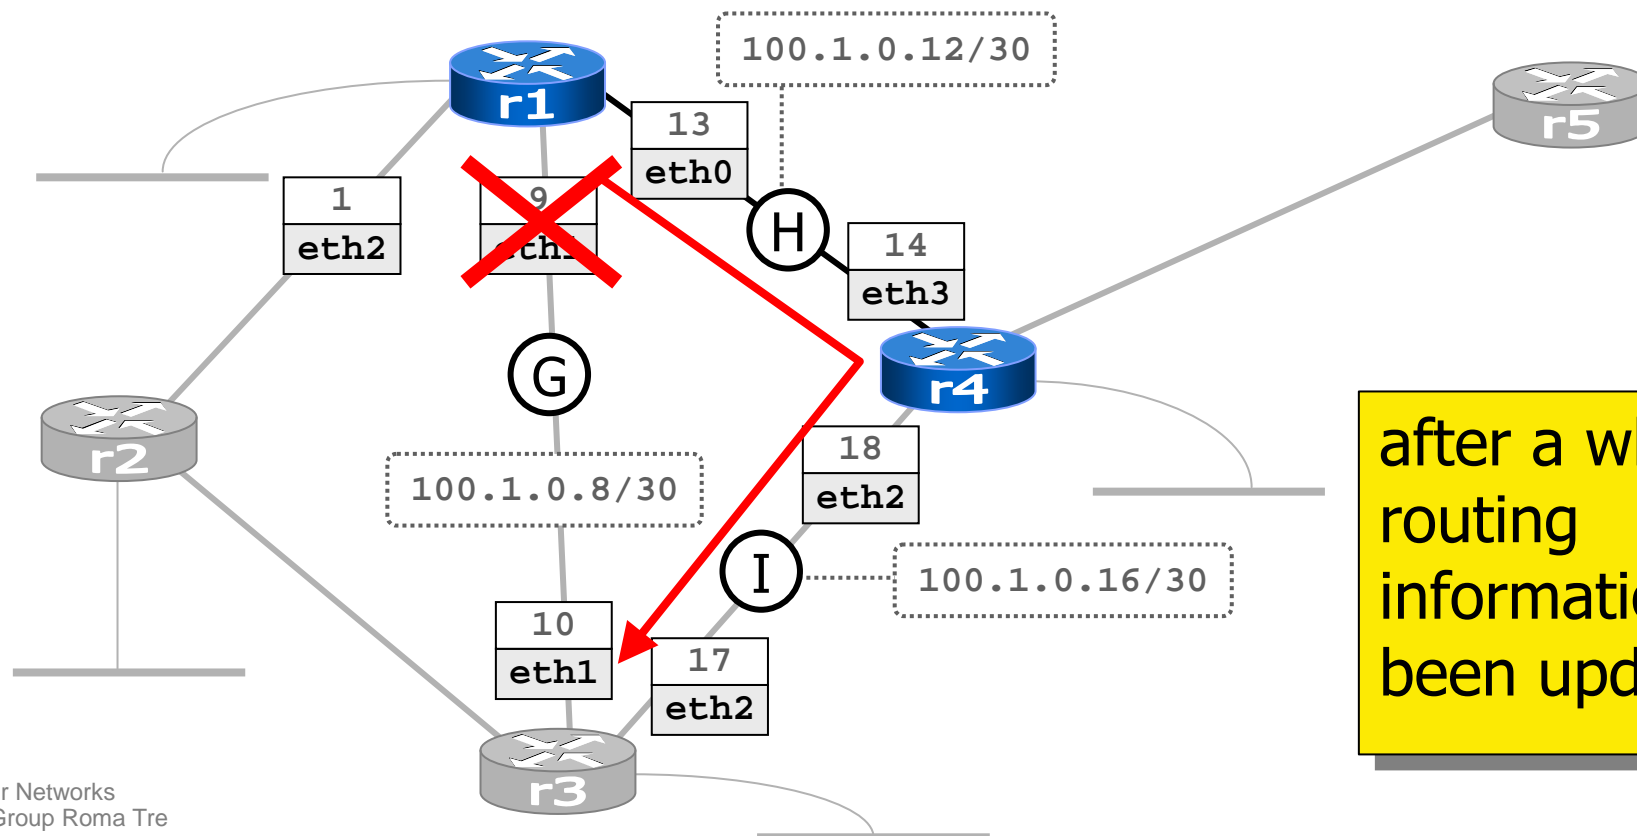 100.1.0.12/30
r1
r5
13
eth0
1
eth2
9
eth1
H
14
eth3
G
r4
r2
18
eth2
100.1.0.8/30
I
100.1.0.16/30
10
eth1
17
eth2
r3
after a
routing
been
r Networks
Group Roma Tre